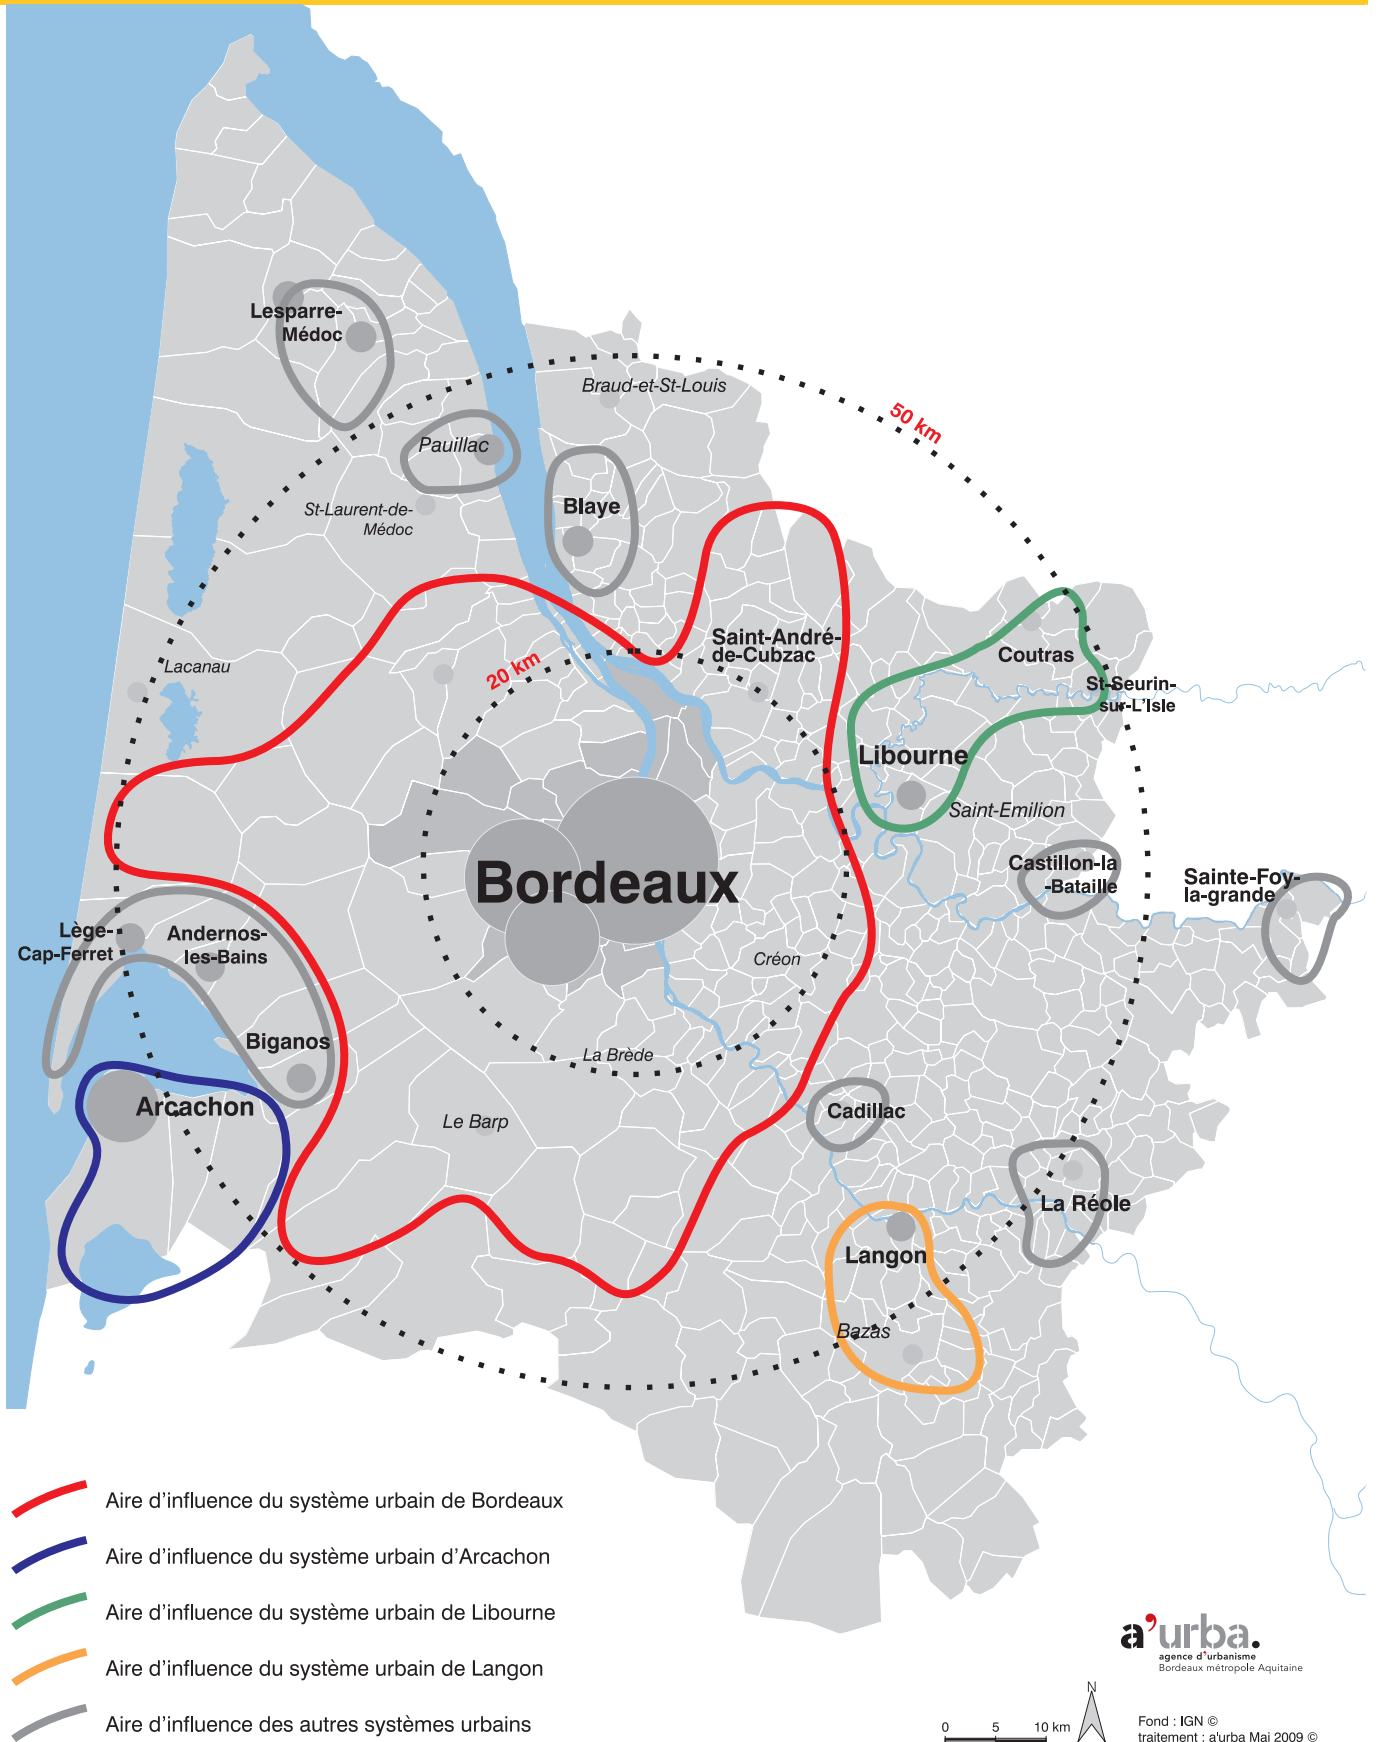 Lesparre-
Médoc
Braud-et-St-Louis
50 km
Pauillac
Blaye
St-Laurent-de-
Médoc
Saint-André-
de-Cubzac
Lacanau
20 km
Coutras
St-Seurin-
sur-L'Isle
Libourne
Saint-Emilion
Castillon-la
-Bataille
Sainte-Foy-
la-grande
Bordeaux
Lège-
Cap-Ferret
Andernos-
les-Bains
Créon
Biganos
La Brède
Arcachon
Le Barp
Cadillac
La Réole
Langon
Bazas
Aire d'influence du système urbain de Bordeaux
Aire d'influence du système urbain d'Arcachon
Aire d'influence du système urbain de Libourne
Aire d'influence du système urbain de Langon
Aire d'influence des autres systèmes urbains
a'urba.
agence d'urbanisme
Bordeaux métropole Aquitaine
N
0 5 10 km
Fond : IGN ©
traitement : a'urba Mai 2009 ©